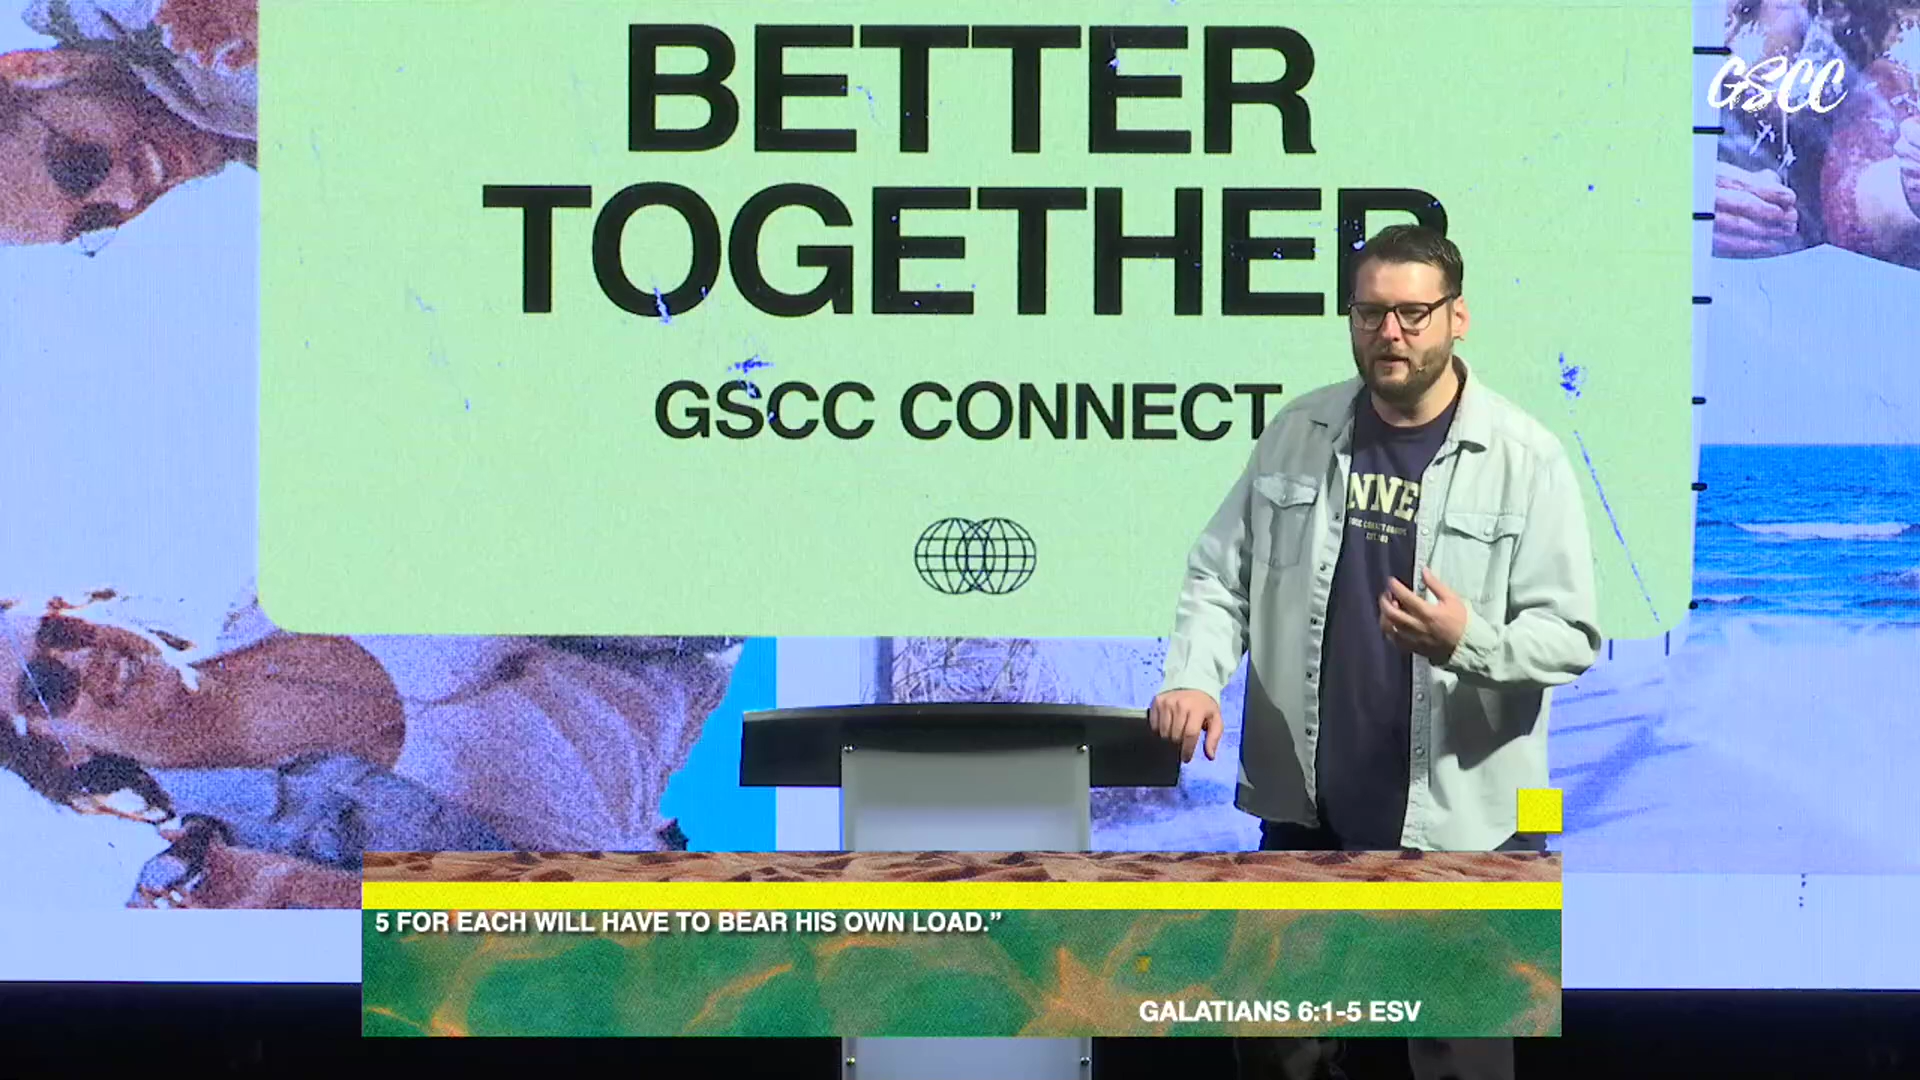 BETTER
TOGETHER
GSCC CONNECT
GSCC
NNE
5 FOR EACH WILL HAVE TO BEAR HIS OWN LOAD.”
GALATIANS 6:1-5 ESV